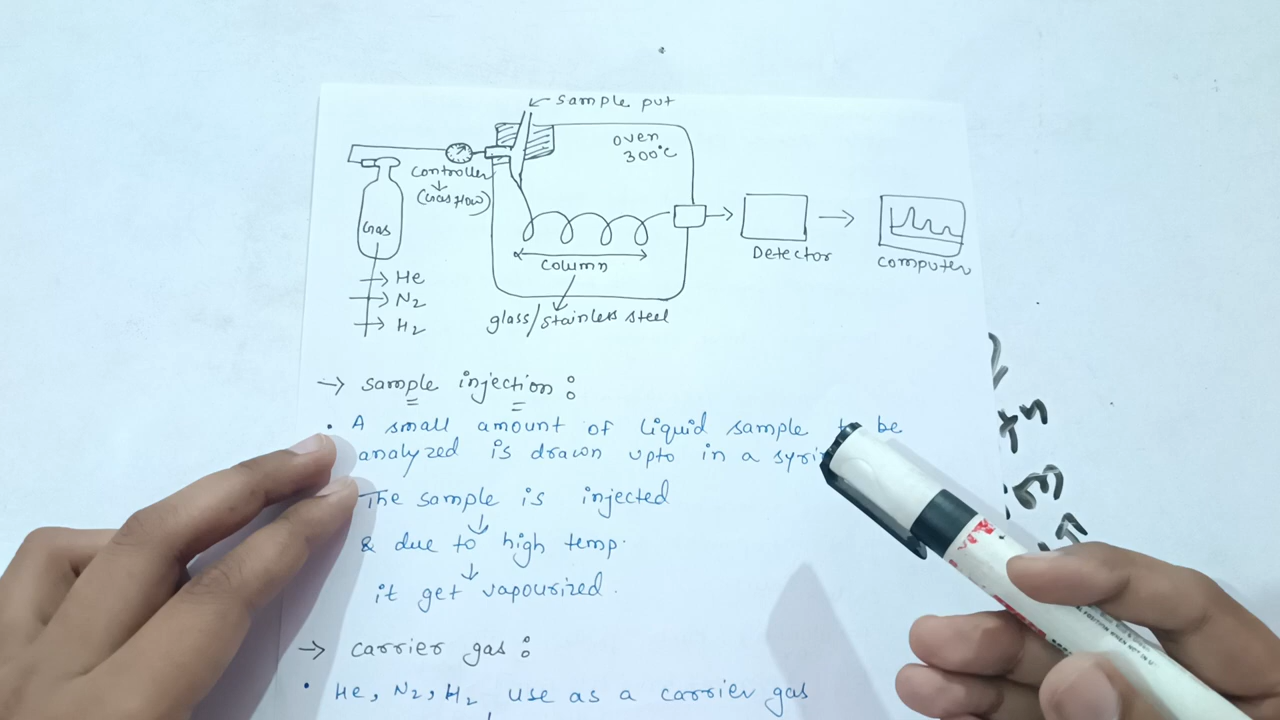 sample put
oven
300°C
controller
(Gas flow)
Gas
Detector
computer
column
He
N2
H2
glass/stainless steel
→ sample injection:
• A small amount of liquid sample to be
analyzed is drawn upto in a
The sample is injected
↓
& due to high temp.
↓
it get vapourized.
→ carrier gas:
• He, N2, H2 use as a carrier gas